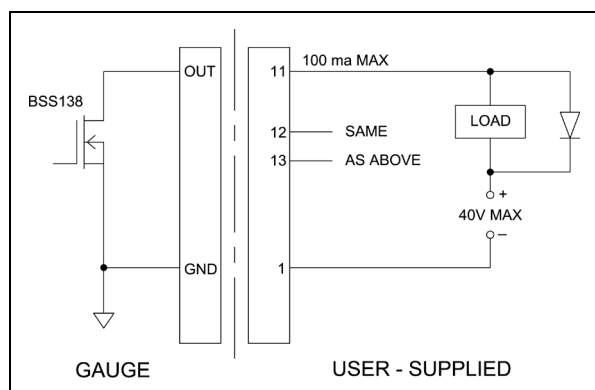 OUT 11 100 ma MAX
BSS138
LOAD
12 SAME
13 AS ABOVE
+
40V MAX
–
GND 1
GAUGE USER - SUPPLIED